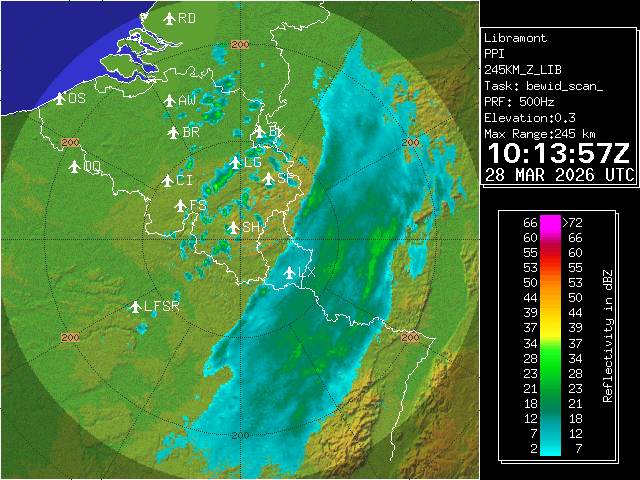 RD
200
OS
AW
BR
BK
200
200
QQ
LG
CI
SP
FS
SH
LX
LFSR
200
200
200
Libramont
PPI
245KM_Z_LIB
Task: bewid_scan_
PRF: 500Hz
Elevation:0.3
Max Range:245 km
10:13:57Z
28 MAR 2026 UTC
66 >72
60 66
55 60
53 55
50 53
44 50
39 44
37 39
34 37
28 34
23 28
21 23
18 21
12 18
7 12
2 7
Reflectivity in dBZ